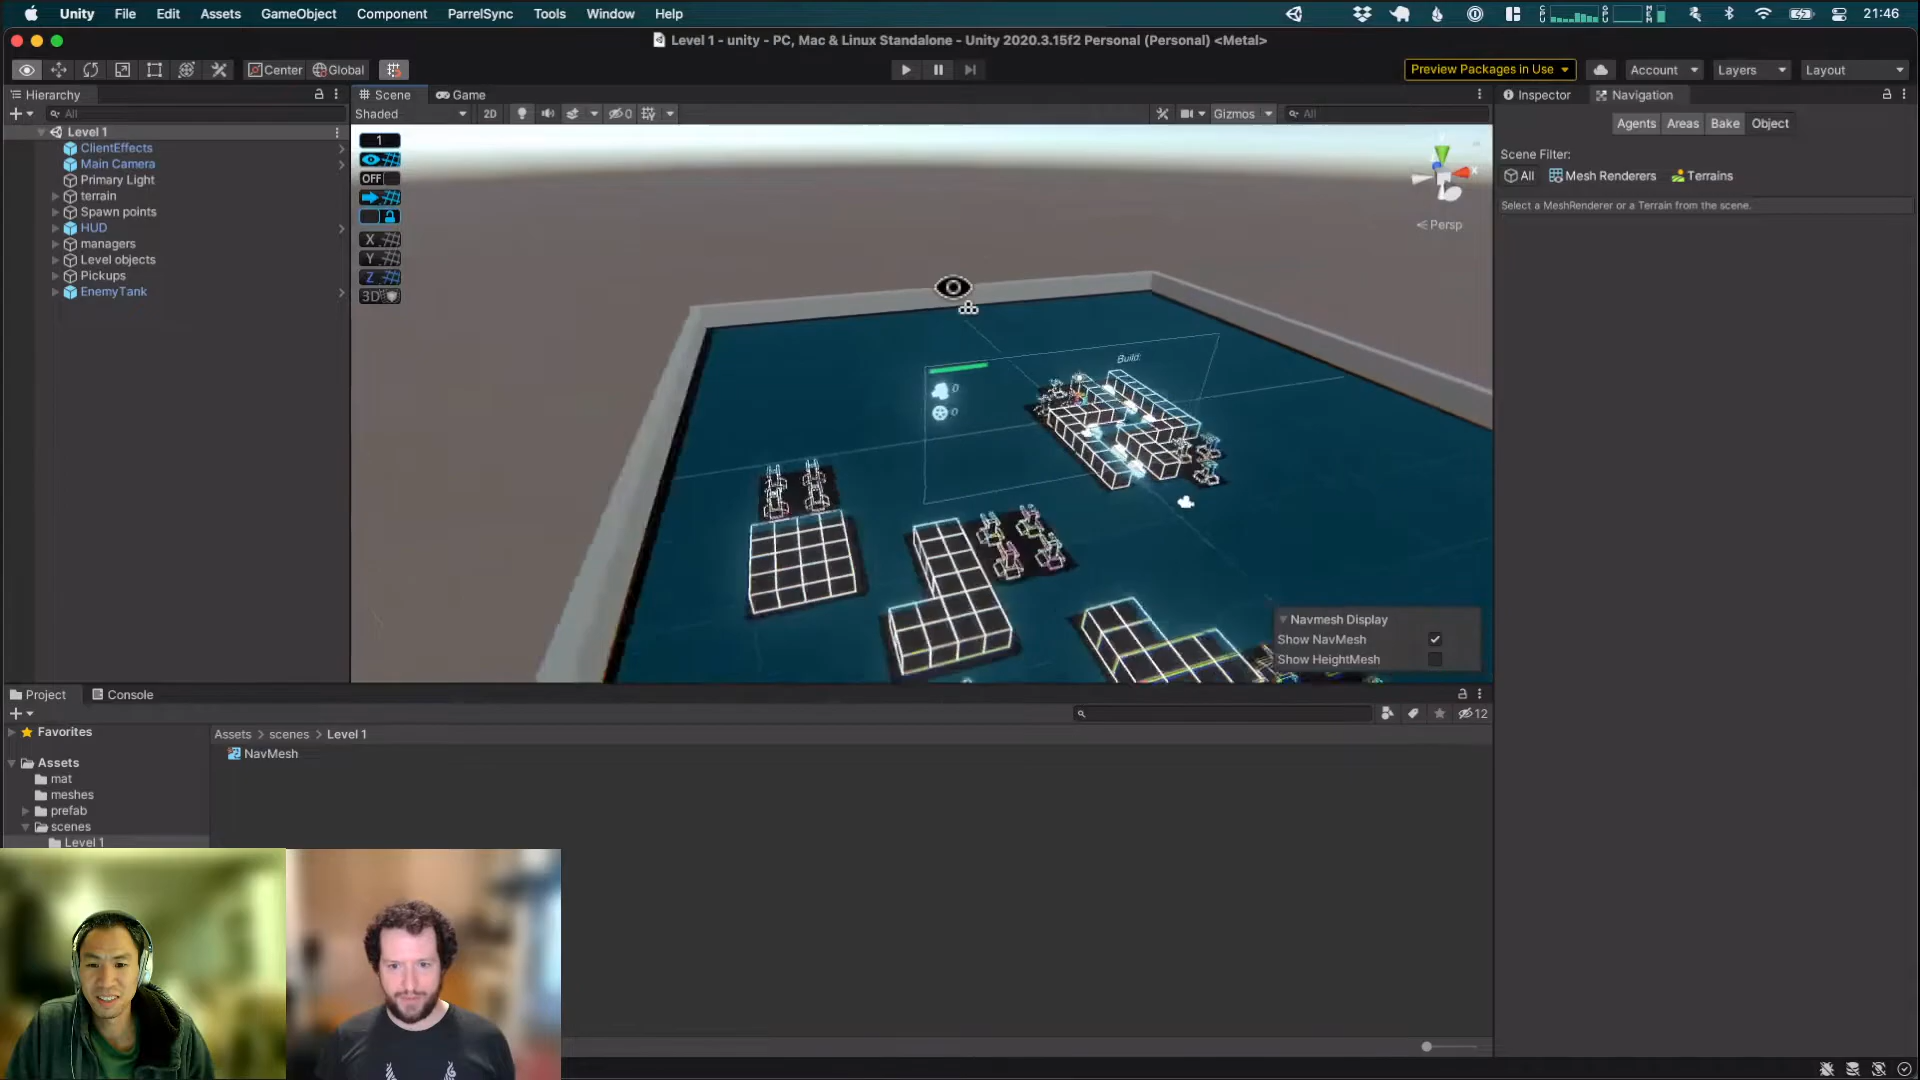 Unity File Edit Assets GameObject Component ParrelSync Tools Window Help
21:46
Level 1 - unity - PC, Mac & Linux Standalone - Unity 2020.3.15f2 Personal (Personal) <Metal>
Center Global
Preview Packages in Use
Account
Layers
Layout
Hierarchy
All
Level 1
ClientEffects
Main Camera
Primary Light
terrain
Spawn points
HUD
managers
Level objects
Pickups
EnemyTank
Scene
Game
Shaded
2D
0
Gizmos
All
1
OFF
X
Y
Z
3D
x
Persp
Build:
0
0
Navmesh Display
Show NavMesh
Show HeightMesh
Inspector
Navigation
Agents Areas Bake Object
Scene Filter:
All Mesh Renderers Terrains
Select a MeshRenderer or a Terrain from the scene.
Project
Console
12
Favorites
Assets
mat
meshes
prefab
scenes
Level 1
Assets > scenes > Level 1
NavMesh